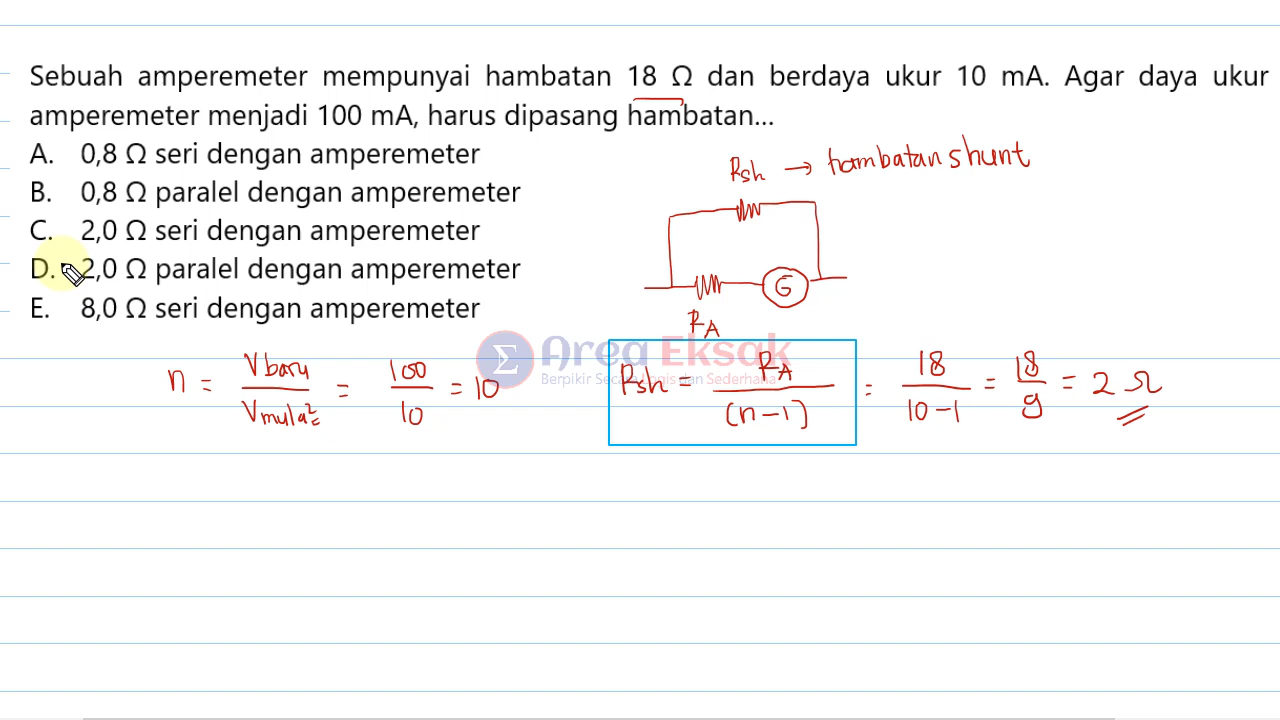 Sebuah amperemeter mempunyai hambatan 18 Ω dan berdaya ukur 10 mA. Agar daya ukur
amperemeter menjadi 100 mA, harus dipasang hambatan...
A. 0,8 Ω seri dengan amperemeter
B. 0,8 Ω paralel dengan amperemeter
C. 2,0 Ω seri dengan amperemeter
D. 2,0 Ω paralel dengan amperemeter
E. 8,0 Ω seri dengan amperemeter
Rsh → hambatan shunt
G
RA
Area Eksak
Berpikir Secara Logis dan Sederhana
n = Vbaru / Vmula² = 100 / 10 = 10
Rsh = RA / (n-1) = 18 / 10-1 = 18 / 9 = 2 Ω